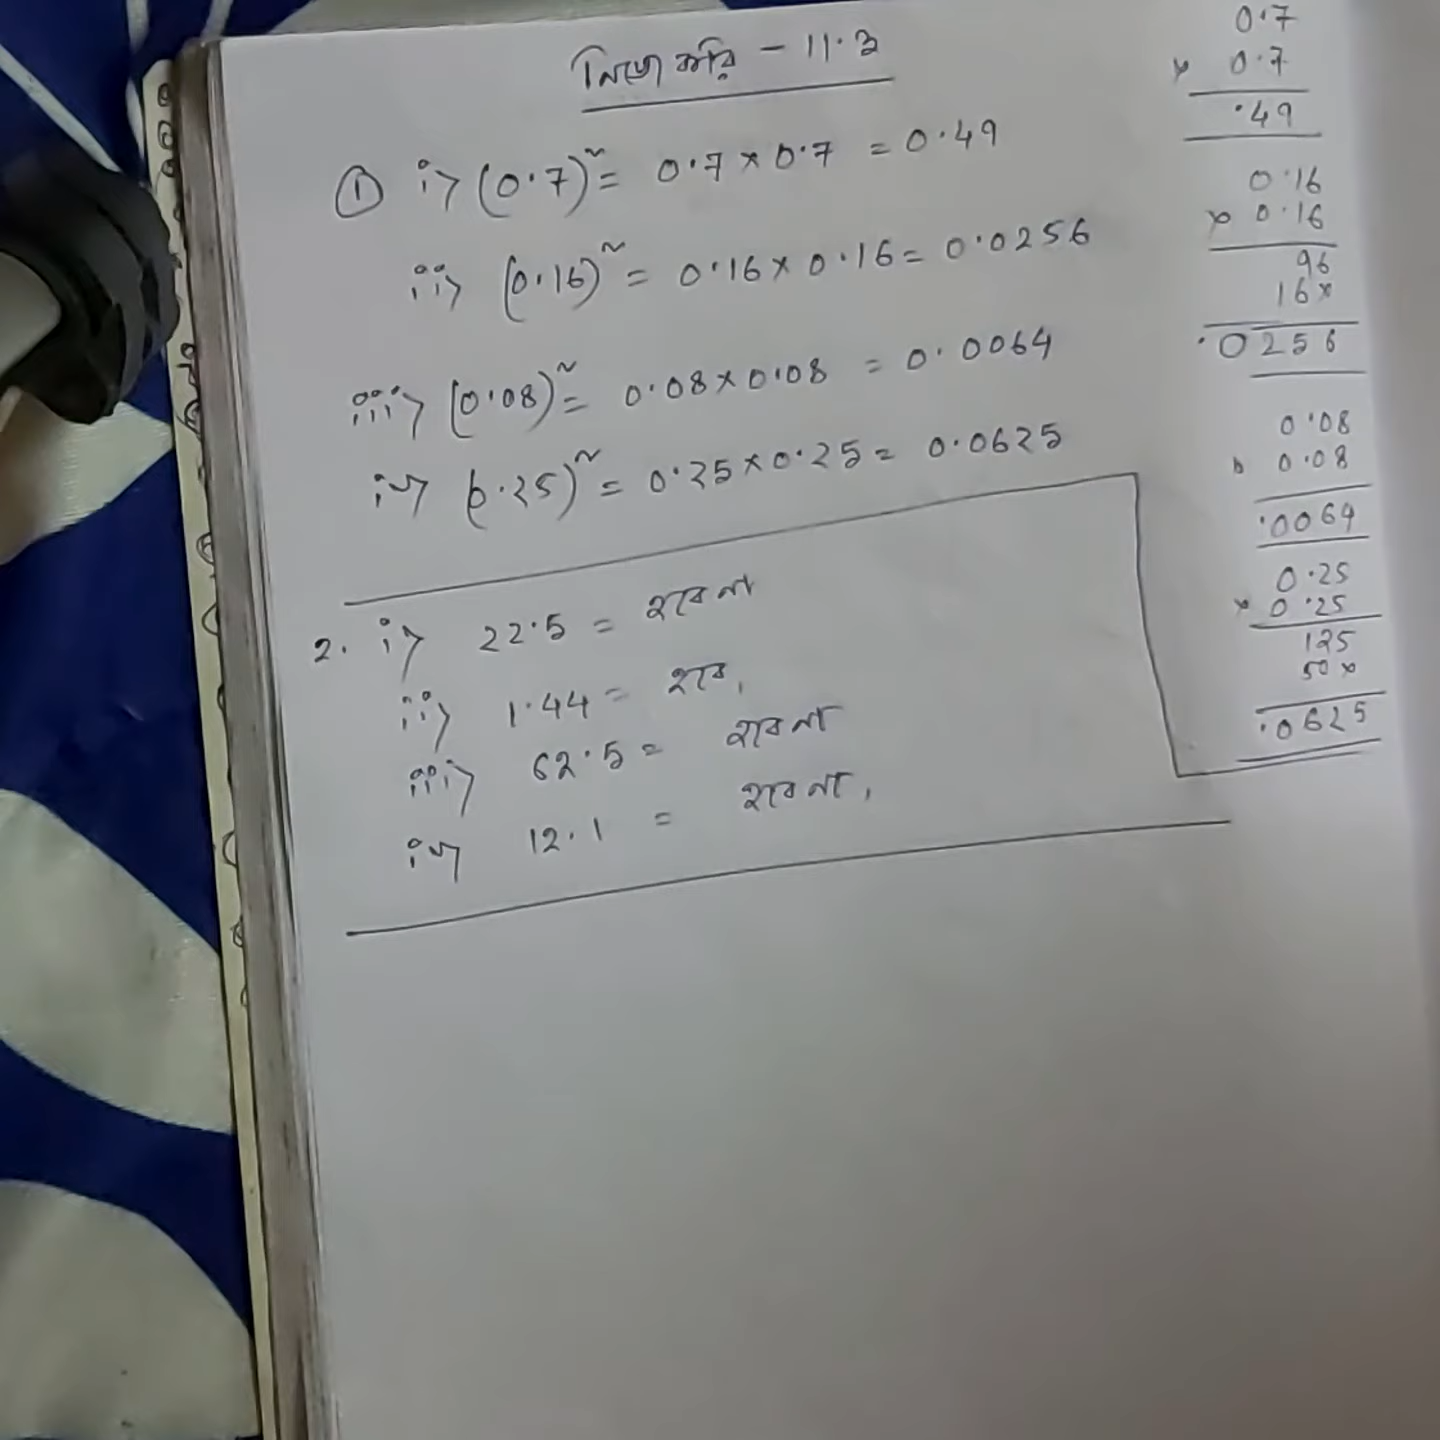 নিজে করি - 11.3
① i> (0.7)² = 0.7 × 0.7 = 0.49
ii> (0.16)² = 0.16 × 0.16 = 0.0256
iii> (0.08)² = 0.08 × 0.08 = 0.0064
iv> (0.25)² = 0.25 × 0.25 = 0.0625
2. i> 22.5 = হবে না
ii> 1.44 = হবে,
iii> 62.5 = হবে না
iv> 12.1 = হবে না,
0.7
× 0.7
.49
0.16
× 0.16
96
16×
.0256
0.08
× 0.08
.0064
0.25
× 0.25
125
50×
.0625